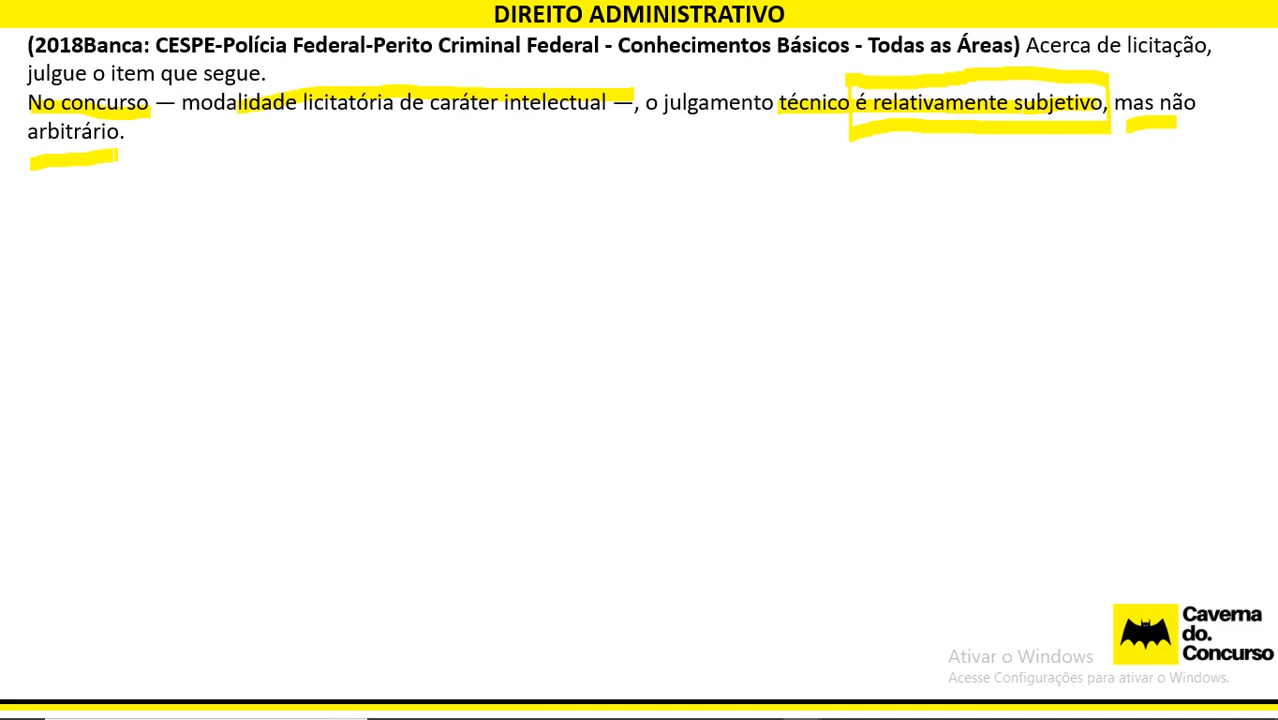 DIREITO ADMINISTRATIVO
(2018Banca: CESPE-Polícia Federal-Perito Criminal Federal - Conhecimentos Básicos - Todas as Áreas) Acerca de licitação,
julgue o item que segue.
No concurso — modalidade licitatória de caráter intelectual —, o julgamento técnico é relativamente subjetivo, mas não
arbitrário.
Caverna
do.
Concurso
Ativar o Windows
Acesse Configurações para ativar o Windows.